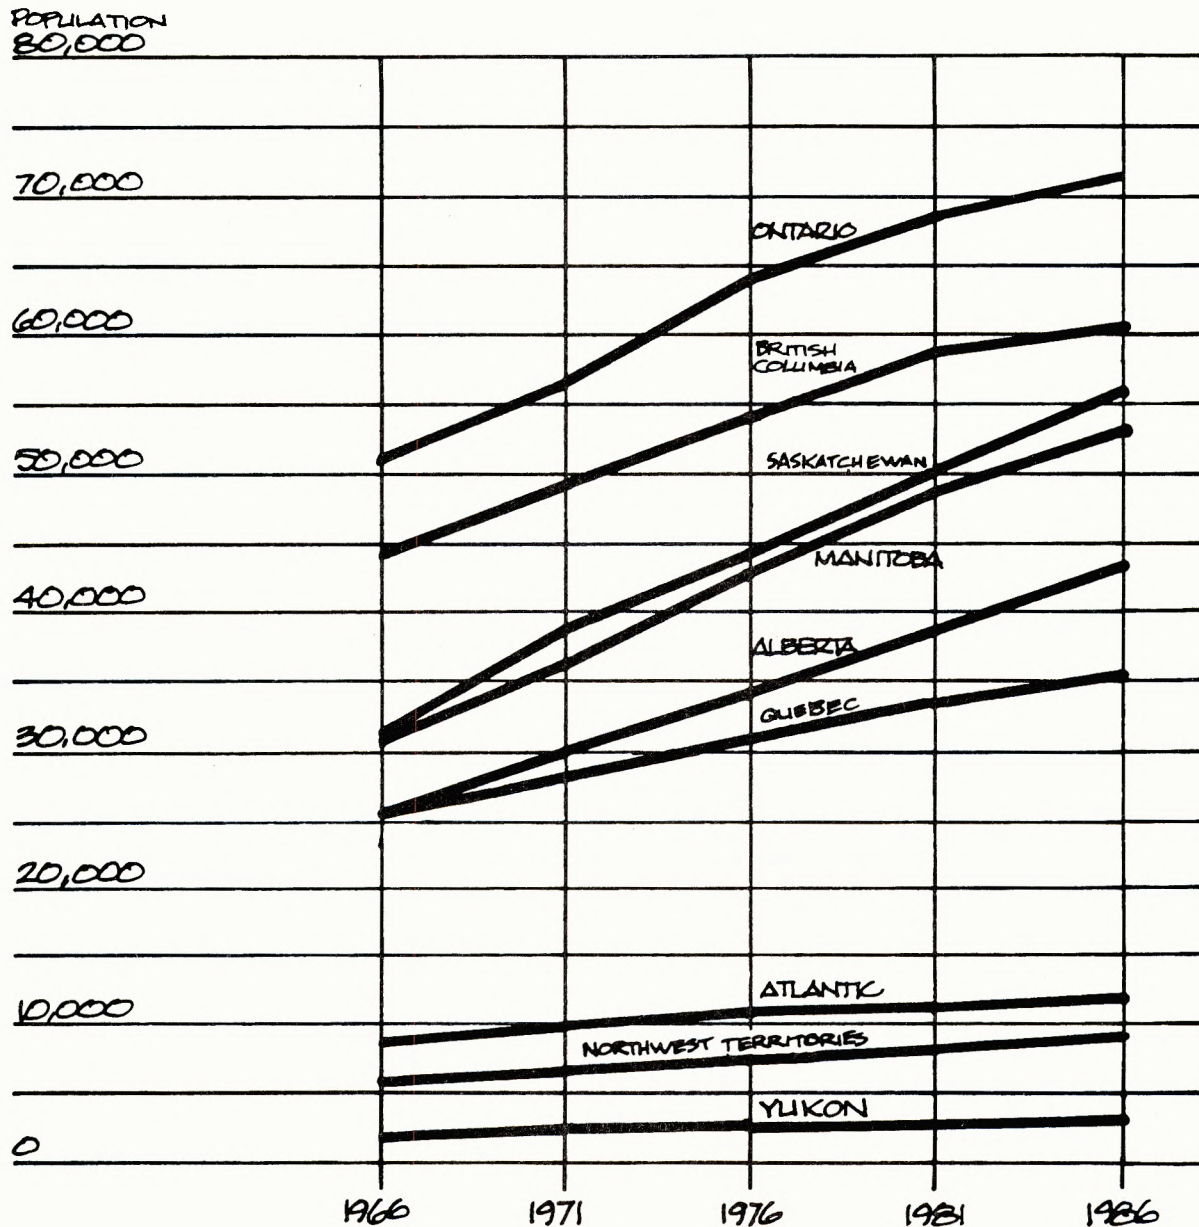 POPULATION
80,000
70,000
ONTARIO
60,000
BRITISH
COLUMBIA
50,000
SASKATCHEWAN
MANITOBA
40,000
ALBERTA
QUEBEC
30,000
20,000
ATLANTIC
10,000
NORTHWEST TERRITORIES
YUKON
0
1966 1971 1976 1981 1986